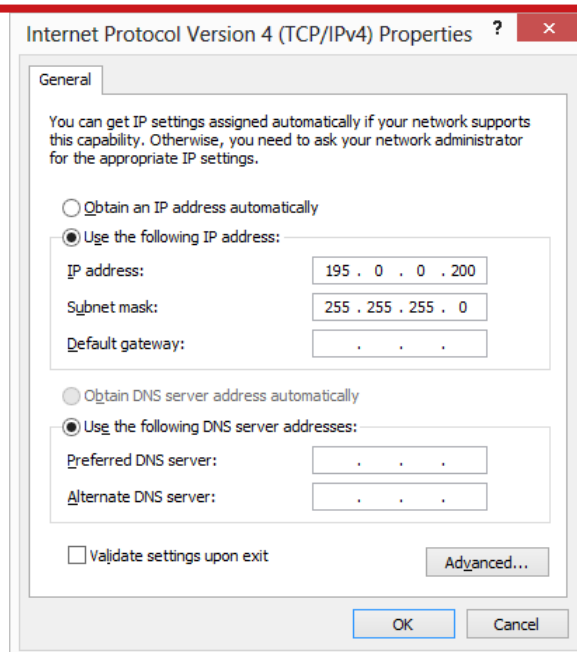 Internet Protocol Version 4 (TCP/IPv4) Properties ? ×
General
You can get IP settings assigned automatically if your network supports
this capability. Otherwise, you need to ask your network administrator
for the appropriate IP settings.
Obtain an IP address automatically
Use the following IP address:
IP address: 195 . 0 . 0 . 200
Subnet mask: 255 . 255 . 255 . 0
Default gateway: . . .
Obtain DNS server address automatically
Use the following DNS server addresses:
Preferred DNS server: . . .
Alternate DNS server: . . .
Validate settings upon exit
Advanced...
OK Cancel